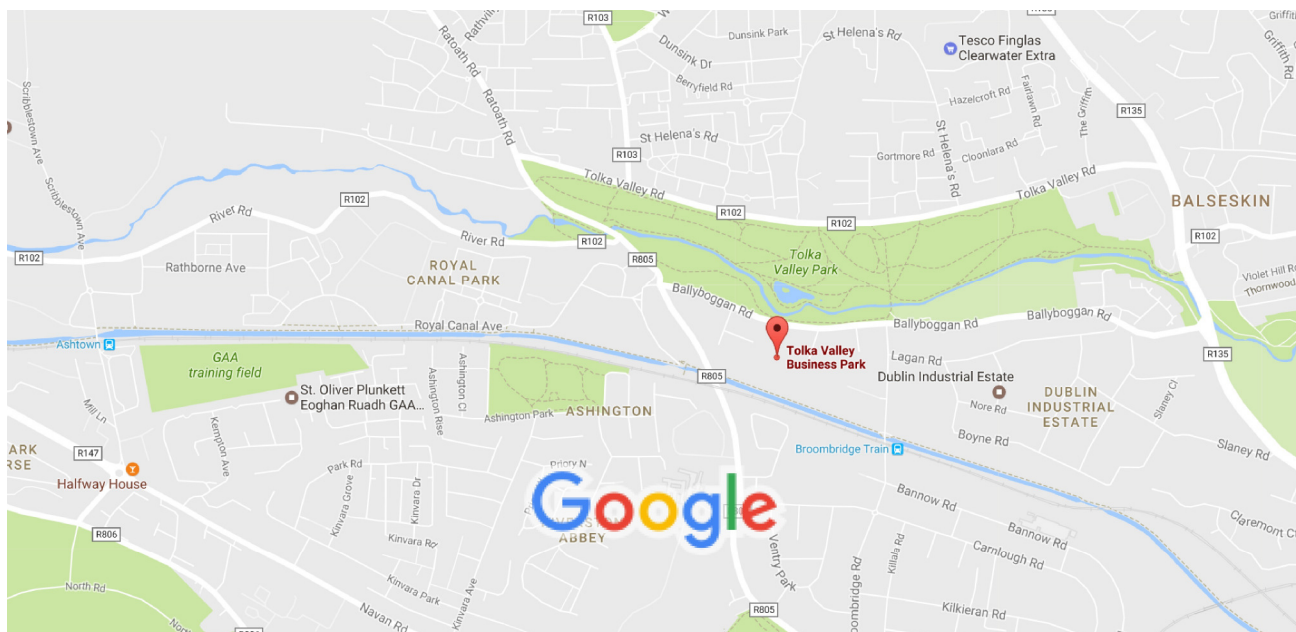 R103
Rathvill
Ratoath Rd
Ratoath Rd
Dunsink Park
St Helena's Rd
Dunsink Dr
Berryfield Rd
Tesco Finglas
Clearwater Extra
R135
Griffith
Griffith Rd
Hazelcroft Rd
Fairlawn Rd
The Griffith
Scribblestown Ave
Scribblestown Ave
St Helena's Rd
St Helena's Rd
R103
Gortmore Rd
Cloonlara Rd
Tolka Valley Rd
Tolka Valley Rd
R102
R102
R102
BALSESKIN
River Rd
River Rd
R102
R102
R102
R102
Rathborne Ave
ROYAL
CANAL PARK
R805
Tolka
Valley Park
Violet Hill Rd
Thornwood
Ballyboggan Rd
Ballyboggan Rd
Ballyboggan Rd
Royal Canal Ave
Ashtown
GAA
training field
Tolka Valley
Business Park
Lagan Rd
R135
Dublin Industrial Estate
R805
St. Oliver Plunkett
Eoghan Ruadh GAA...
Ashington Rise
Ashington Cl
Ashington Park
ASHINGTON
Nore Rd
DUBLIN
INDUSTRIAL
ESTATE
Slaney Cl
Slaney Rd
Boyne Rd
Mill Ln
Kempton Ave
ARK
RSE
R147
Broombridge Train
Halfway House
Park Rd
Priory N
Kinvara Grove
Kinvara Dr
Google
ABBEY
Bannow Rd
Bannow Rd
R806
Kinvara Rd
Ventry Park
Killala Rd
Carnlough Rd
Claremont Ct
North Rd
Kinvara Park
Kinvara Ave
Navan Rd
R805
Kilkieran Rd